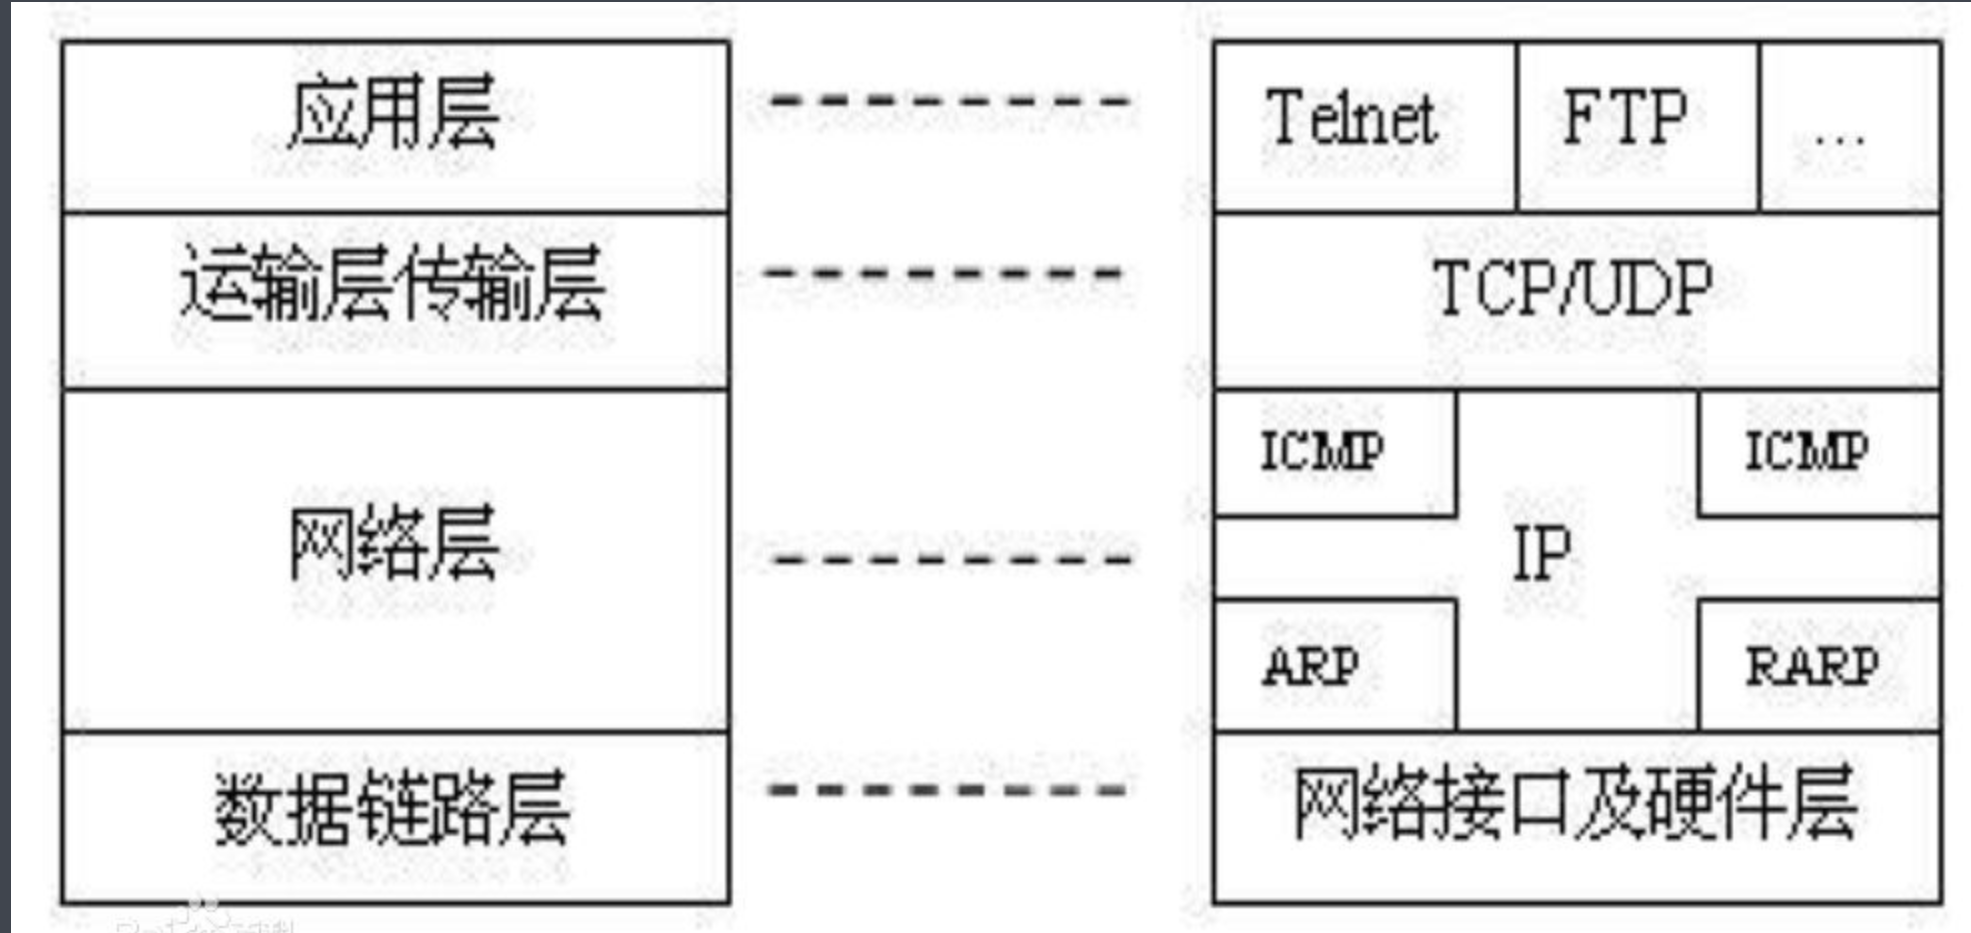 应用层
运输层传输层
网络层
数据链路层
Telnet FTP ...
TCP/UDP
ICMP ICMP
IP
ARP RARP
网络接口及硬件层